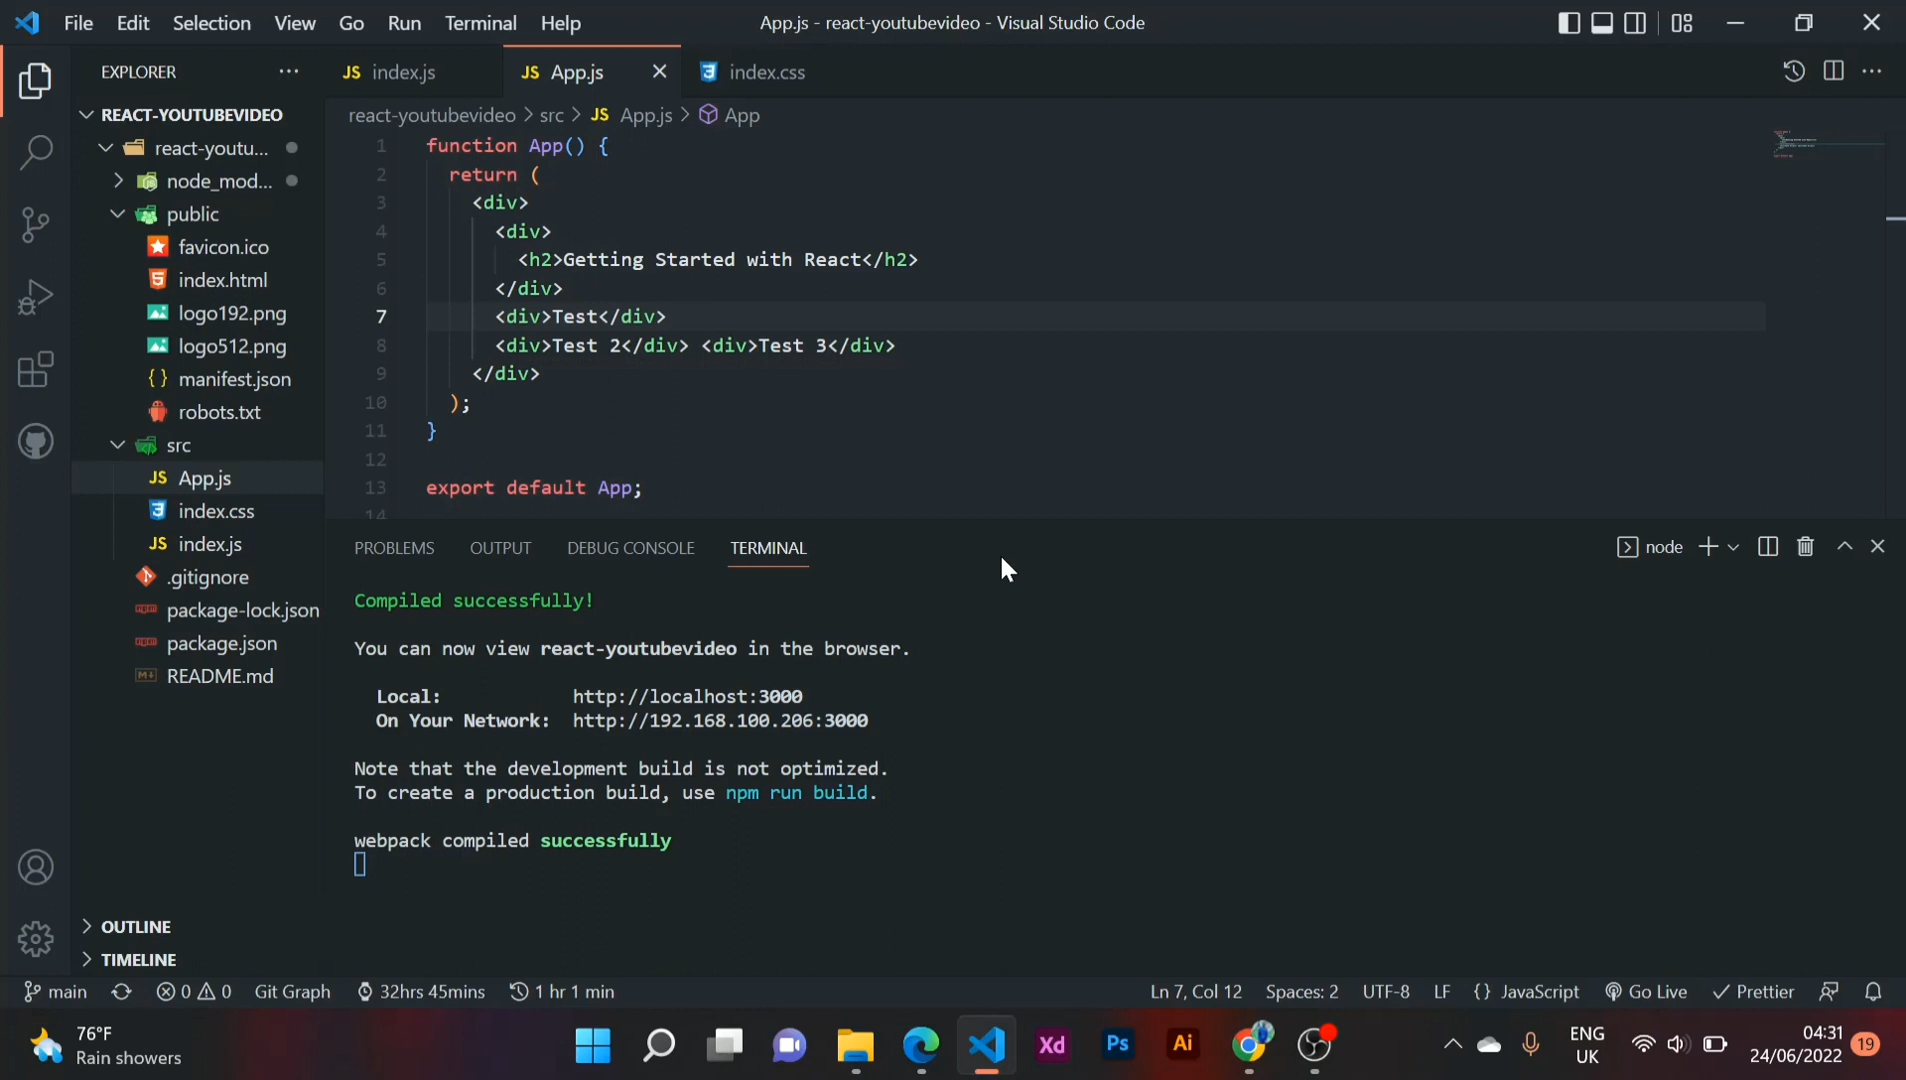 File Edit Selection View Go Run Terminal Help
App.js - react-youtubevideo - Visual Studio Code
EXPLORER
REACT-YOUTUBEVIDEO
react-youtu...
node_mod...
public
favicon.ico
index.html
logo192.png
logo512.png
{ } manifest.json
robots.txt
src
JS App.js
index.css
JS index.js
.gitignore
package-lock.json
package.json
README.md
OUTLINE
TIMELINE
JS index.js
JS App.js
index.css
react-youtubevideo > src > JS App.js > App
1 function App() {
2 return (
3 <div>
4 <div>
5 <h2>Getting Started with React</h2>
6 </div>
7 <div>Test</div>
8 <div>Test 2</div> <div>Test 3</div>
9 </div>
10 );
11 }
12
13 export default App;
14
PROBLEMS OUTPUT DEBUG CONSOLE TERMINAL
node
Compiled successfully!
You can now view react-youtubevideo in the browser.
Local: http://localhost:3000
On Your Network: http://192.168.100.206:3000
Note that the development build is not optimized.
To create a production build, use npm run build.
webpack compiled successfully
main 0 0 Git Graph 32hrs 45mins 1 hr 1 min Ln 7, Col 12 Spaces: 2 UTF-8 LF {} JavaScript Go Live Prettier
76°F
Rain showers
Xd Ps Ai
ENG
UK
04:31
24/06/2022
19